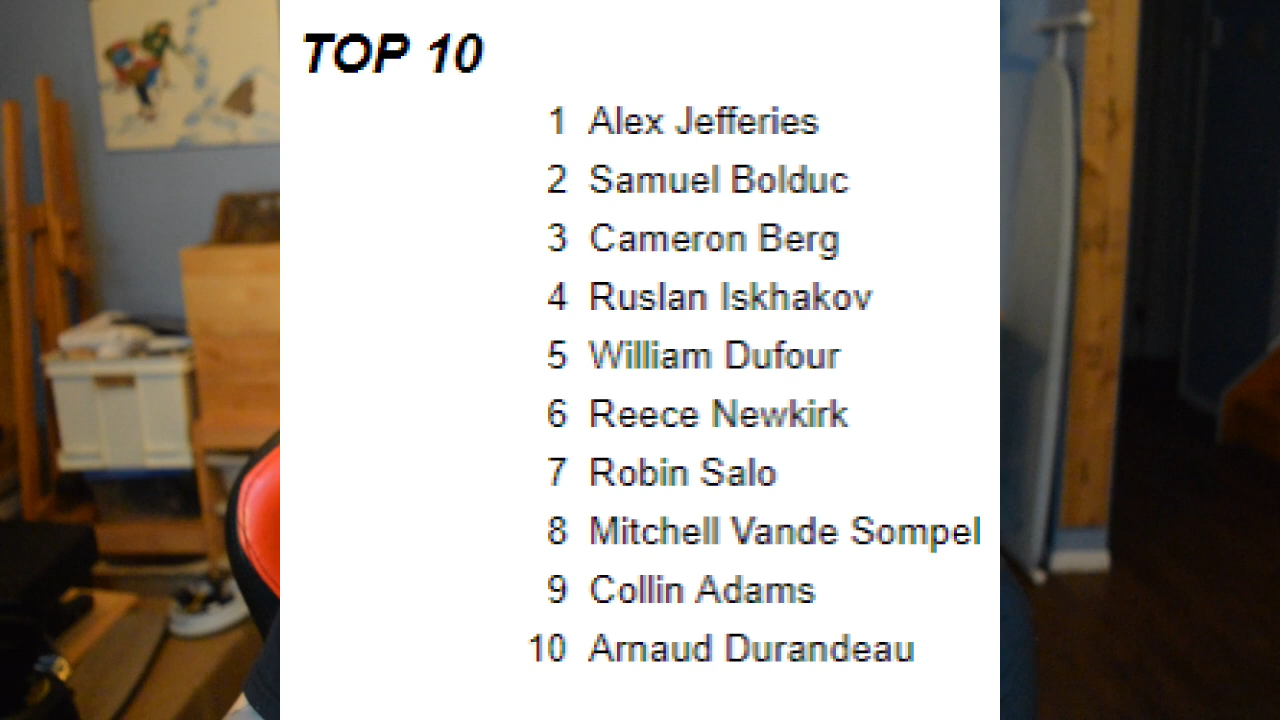 TOP 10
1 Alex Jefferies
2 Samuel Bolduc
3 Cameron Berg
4 Ruslan Iskhakov
5 William Dufour
6 Reece Newkirk
7 Robin Salo
8 Mitchell Vande Sompel
9 Collin Adams
10 Arnaud Durandeau